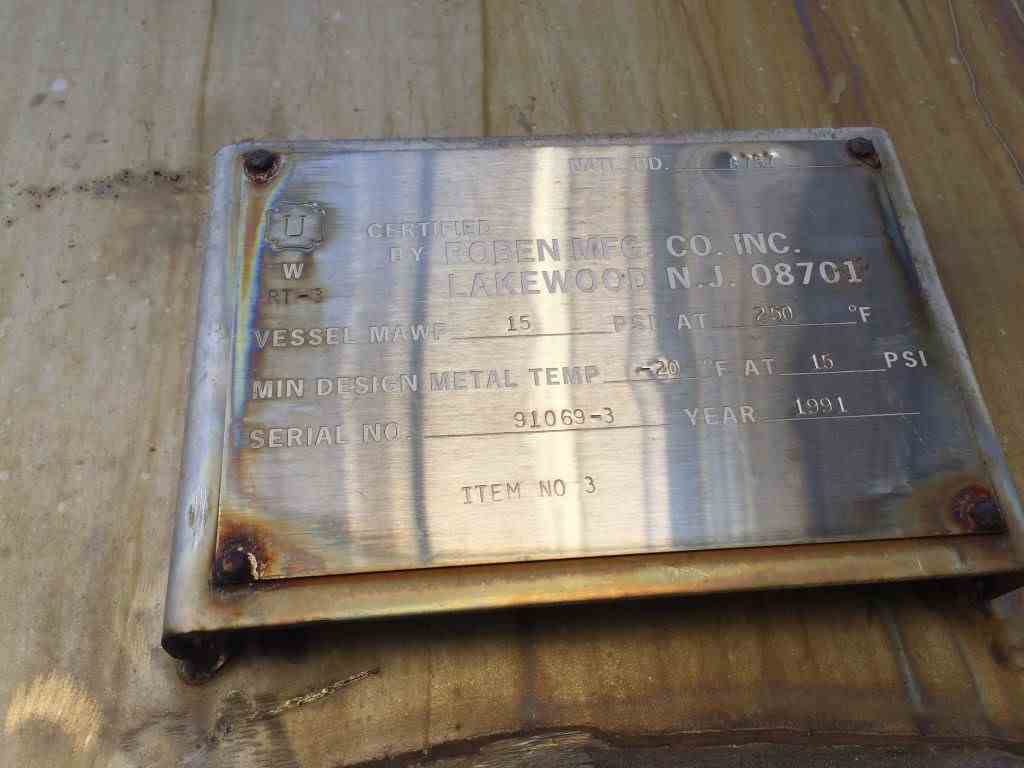 NAT'L BD.
U
CERTIFIED
BY ROBEN MFG. CO. INC.
W
LAKEWOOD N.J. 08701
RT-3
VESSEL MAWP 15 PSI AT 250 °F
MIN DESIGN METAL TEMP -20 °F AT 15 PSI
SERIAL NO. 91069-3 YEAR 1991
ITEM NO 3